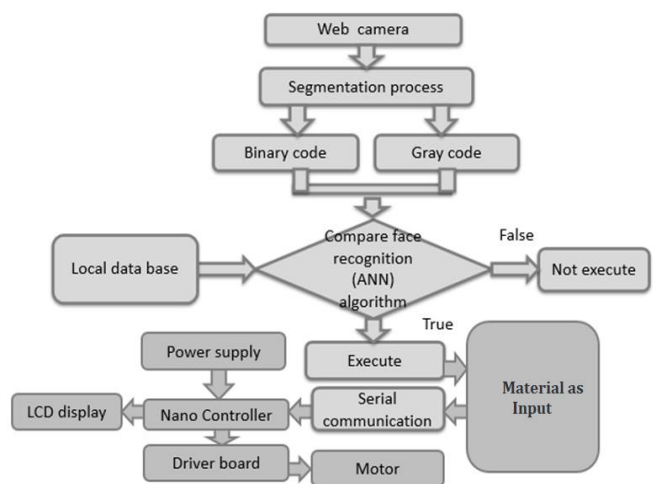 Web camera
Segmentation process
Binary code
Gray code
Compare face
recognition
(ANN)
algorithm
Local data base
False
Not execute
True
Power supply
Execute
Material as
Input
LCD display
Nano Controller
Serial
communication
Driver board
Motor